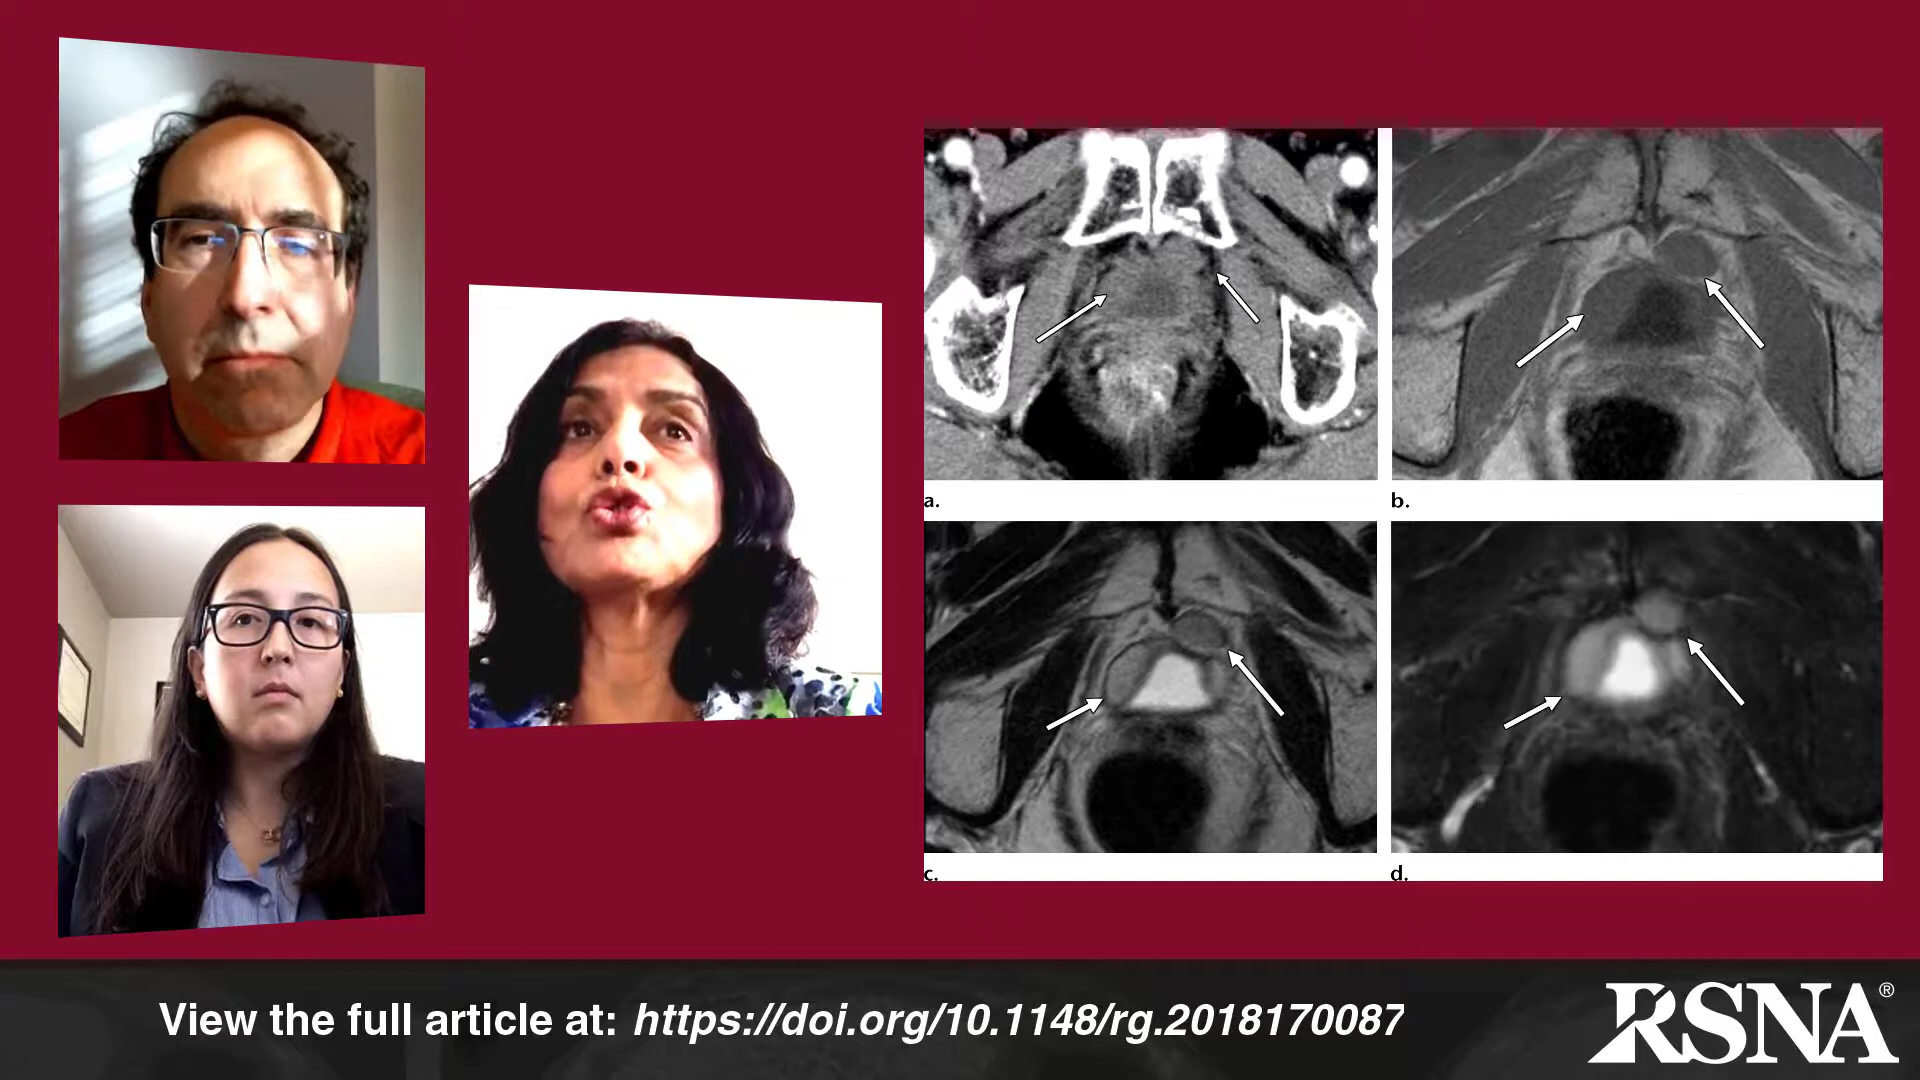 a.
b.
c.
d.
View the full article at: https://doi.org/10.1148/rg.2018170087
RSNA®